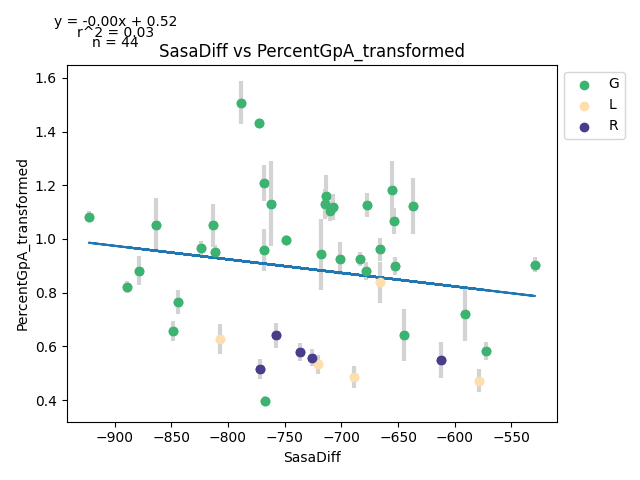 y = -0.00x + 0.52
r^2 = 0.03
n = 44
SasaDiff vs PercentGpA_transformed
G
L
R
PercentGpA_transformed
1.6
1.4
1.2
1.0
0.8
0.6
0.4
−900 −850 −800 −750 −700 −650 −600 −550
SasaDiff